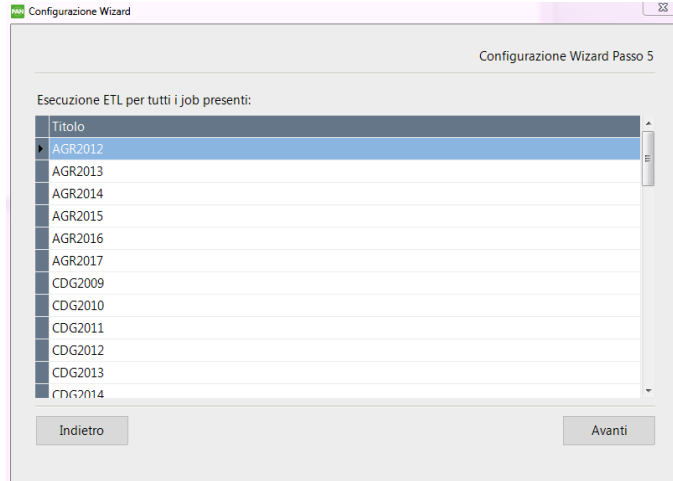 PAN Configurazione Wizard
Configurazione Wizard Passo 5
Esecuzione ETL per tutti i job presenti:
Titolo
AGR2012
AGR2013
AGR2014
AGR2015
AGR2016
AGR2017
CDG2009
CDG2010
CDG2011
CDG2012
CDG2013
CDG2014
Indietro
Avanti